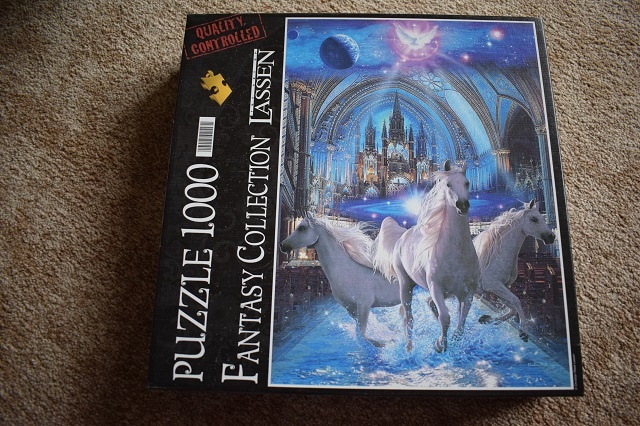 QUALITY
CONTROLLED
PUZZLE 1000
FANTASY COLLECTION LASSEN